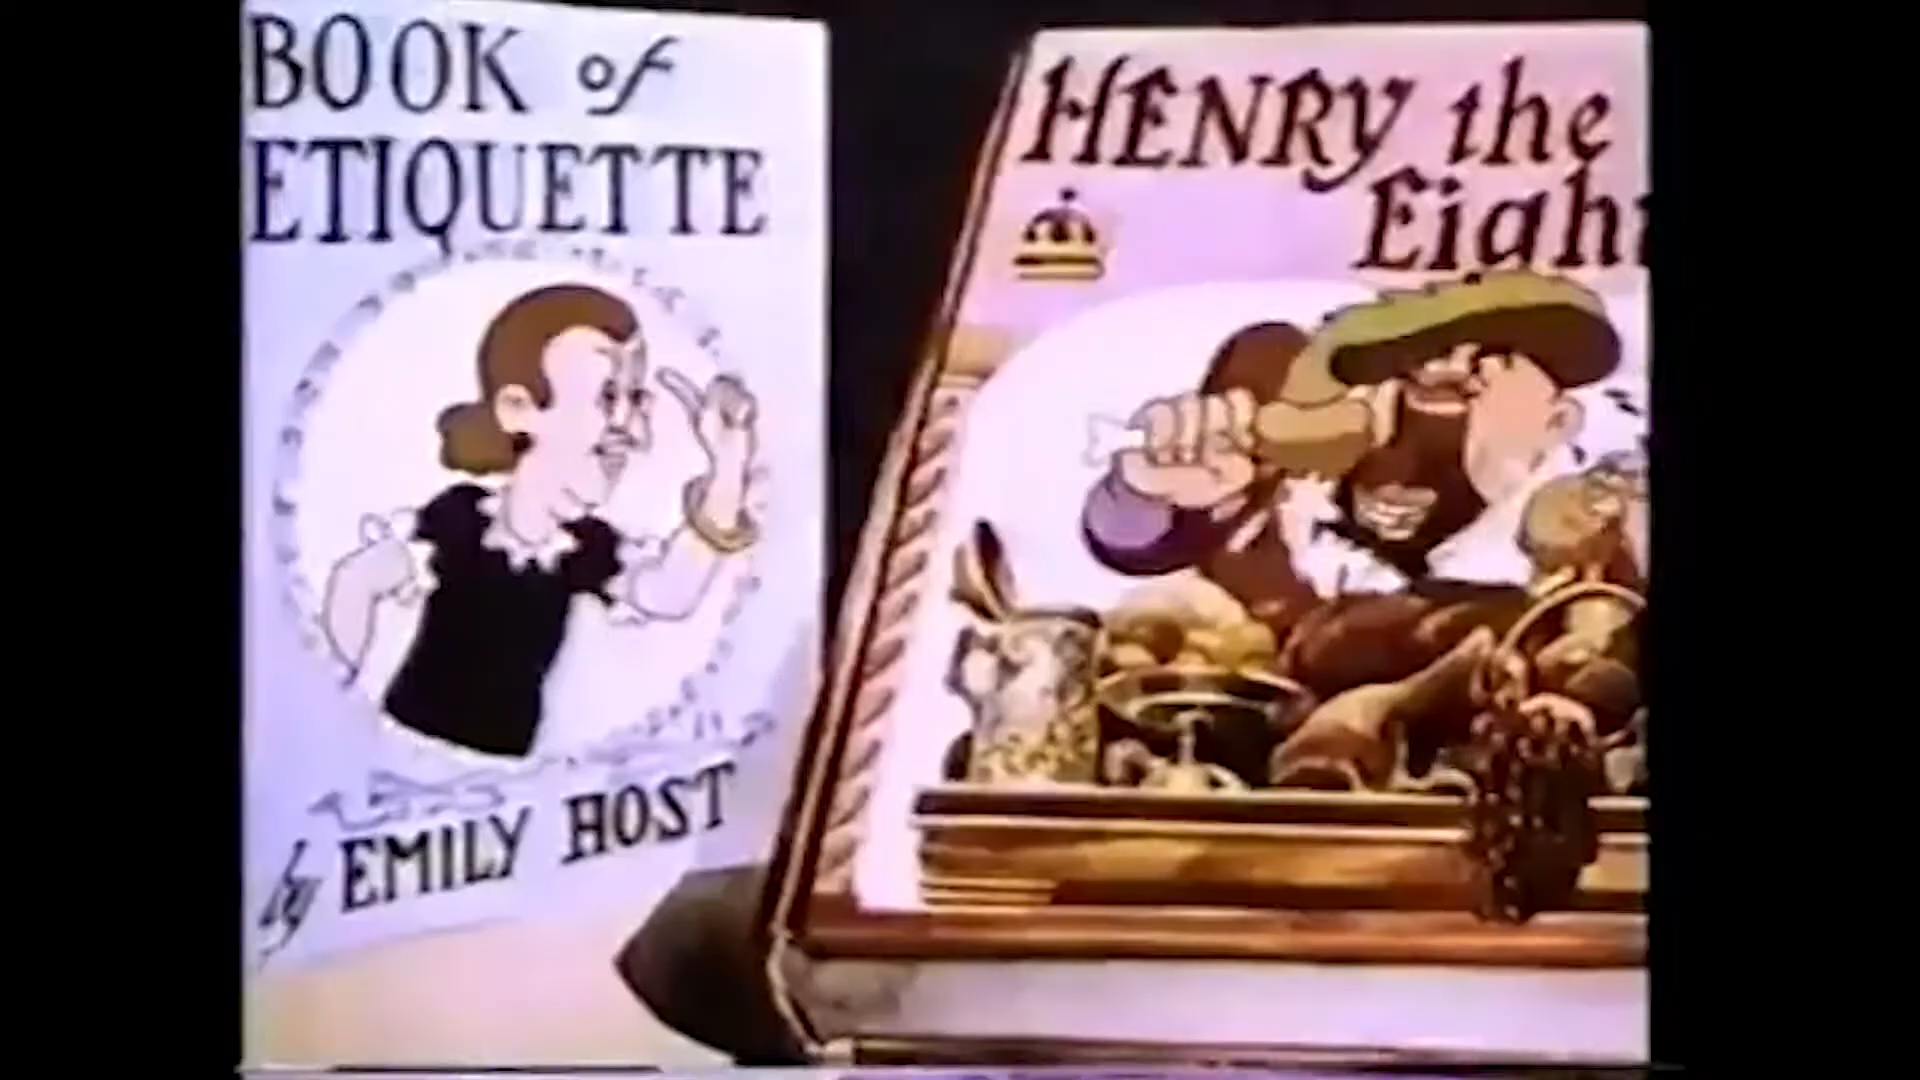 BOOK of
ETIQUETTE
by EMILY HOST
HENRY the
Eigh